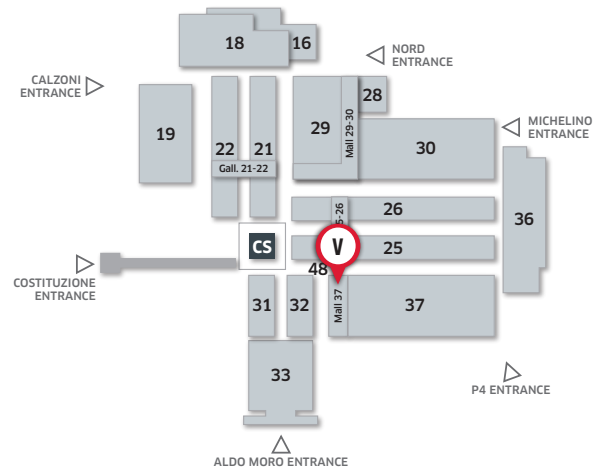 18
16
NORD
ENTRANCE
CALZONI
ENTRANCE
28
MICHELINO
ENTRANCE
19
22
21
29
Mall 29-30
30
Gall. 21-22
36
26
CS
V
25
48
COSTITUZIONE
ENTRANCE
31
32
Mall 37
37
33
P4 ENTRANCE
ALDO MORO ENTRANCE